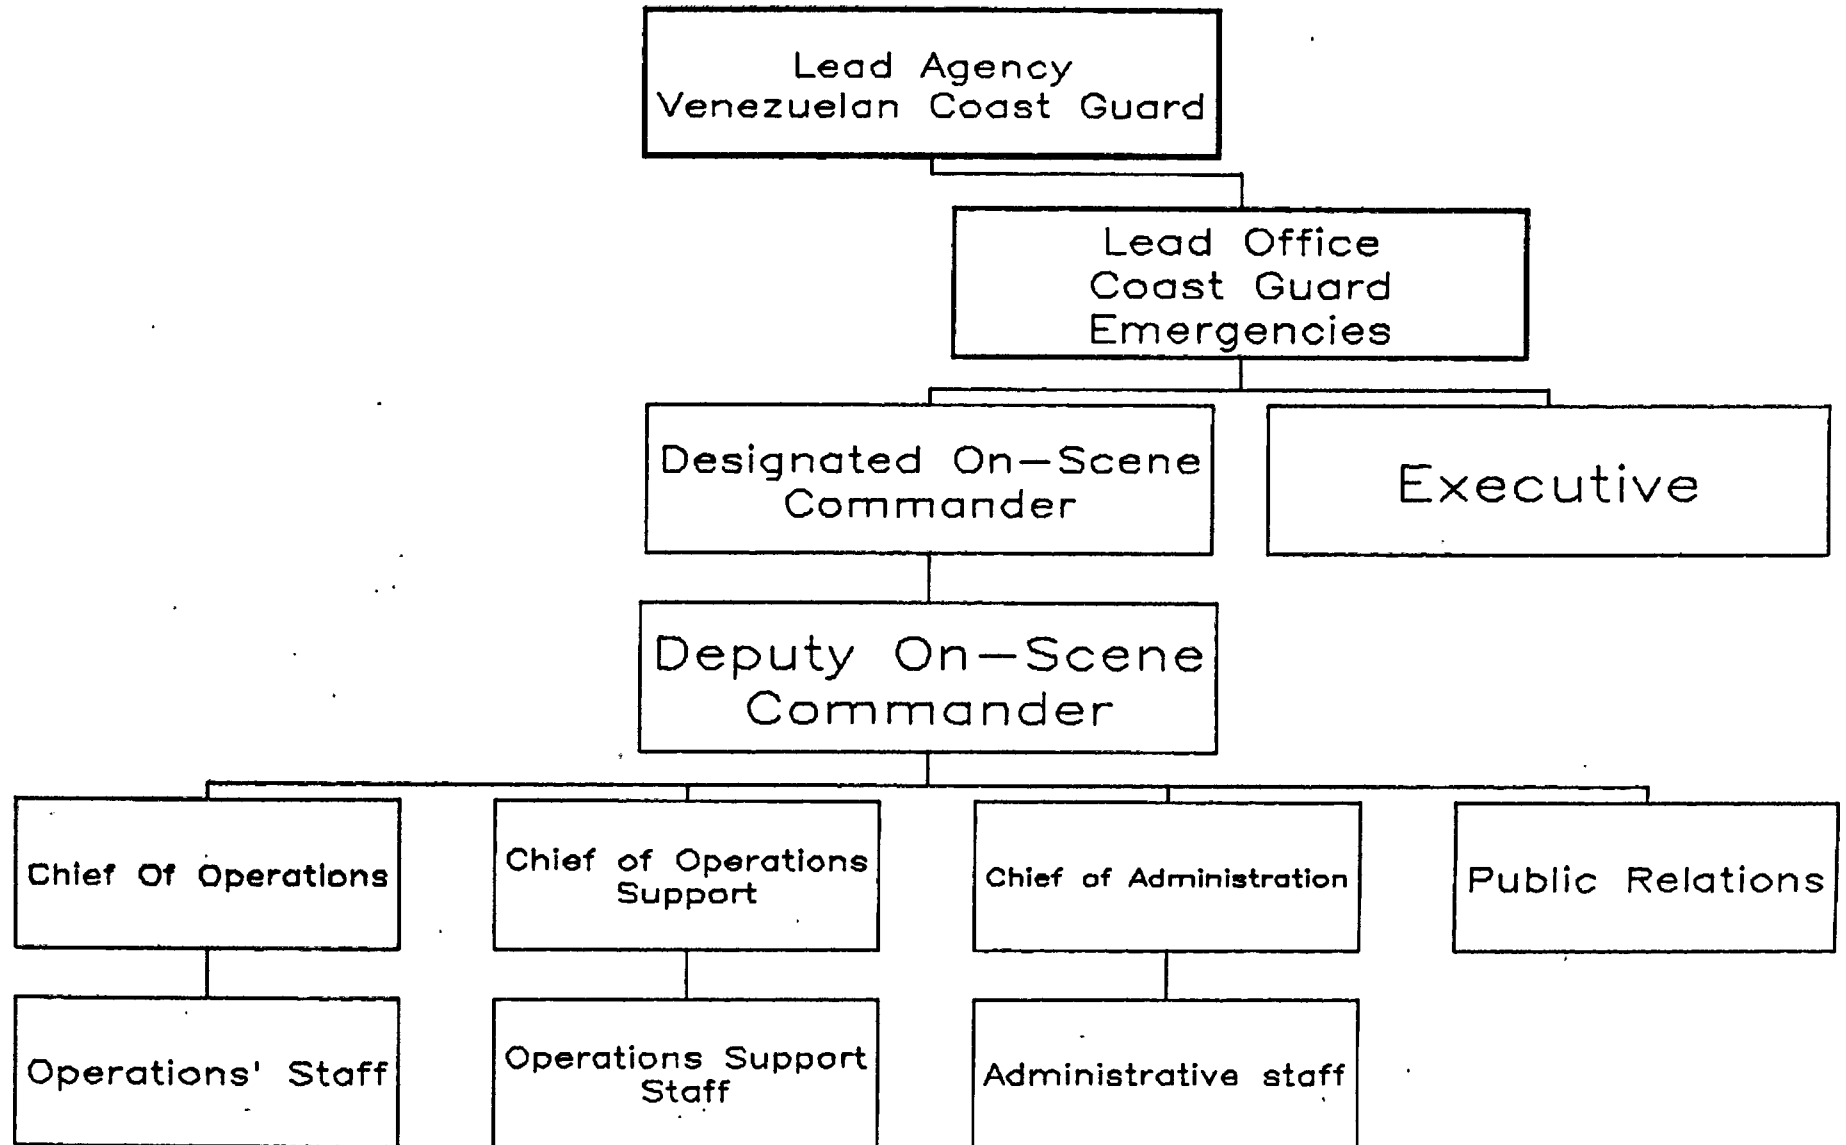 Lead Agency
Venezuelan Coast Guard
Lead Office
Coast Guard
Emergencies
Designated On-Scene
Commander
Executive
Deputy On-Scene
Commander
Chief Of Operations
Chief of Operations
Support
Chief of Administration
Public Relations
Operations' Staff
Operations Support
Staff
Administrative staff